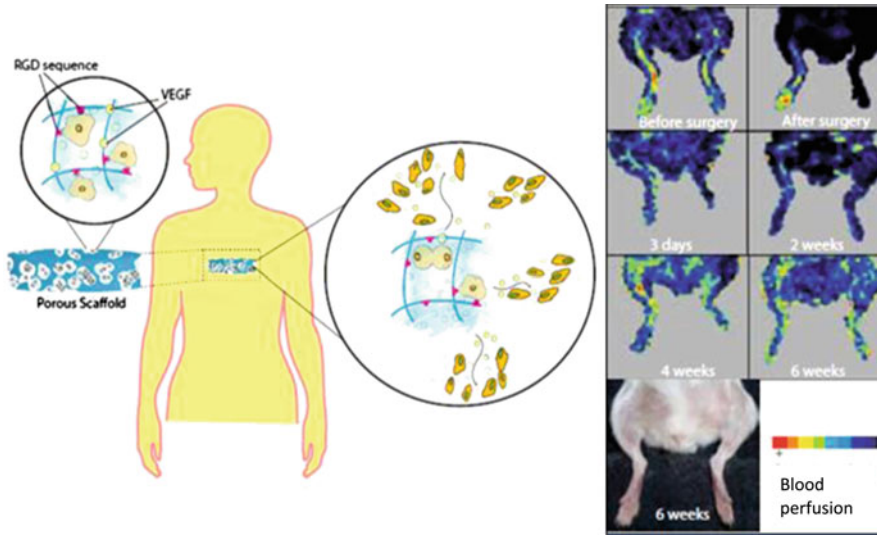 RGD sequence
VEGF
Porous Scaffold
Before surgery
After surgery
3 days
2 weeks
4 weeks
6 weeks
6 weeks
+
Blood
perfusion